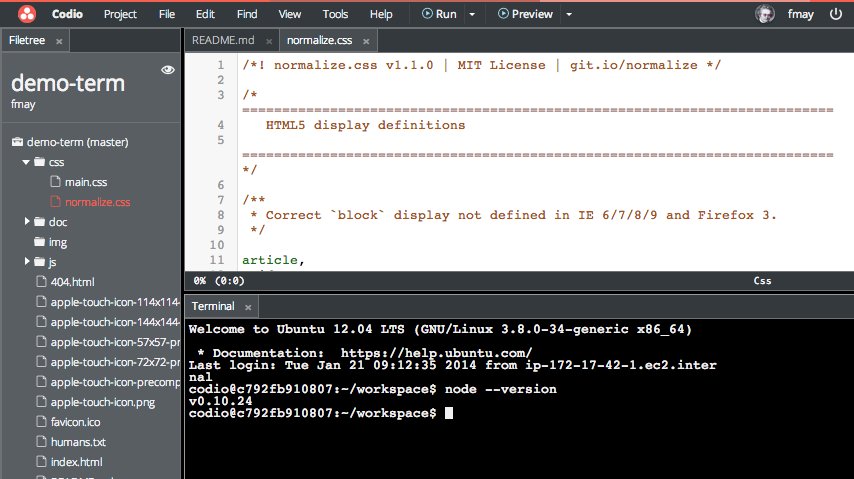 Codio Project File Edit Find View Tools Help Run Preview fmay
Filetree
demo-term
fmay
demo-term (master)
css
main.css
normalize.css
doc
img
js
404.html
apple-touch-icon-114x114-
apple-touch-icon-144x144-
apple-touch-icon-57x57-pr
apple-touch-icon-72x72-pr
apple-touch-icon-precomp
apple-touch-icon.png
favicon.ico
humans.txt
index.html
README.md normalize.css
1 /*! normalize.css v1.1.0 | MIT License | git.io/normalize */
2
3 /*
==========================================================================
4 HTML5 display definitions
5
==========================================================================
*/
6
7 /**
8 * Correct `block` display not defined in IE 6/7/8/9 and Firefox 3.
9 */
10
11 article,
0% (0:0) Css
Terminal
Welcome to Ubuntu 12.04 LTS (GNU/Linux 3.8.0-34-generic x86_64)
* Documentation: https://help.ubuntu.com/
Last login: Tue Jan 21 09:12:35 2014 from ip-172-17-42-1.ec2.inter
nal
codio@c792fb910807:~/workspace$ node --version
v0.10.24
codio@c792fb910807:~/workspace$